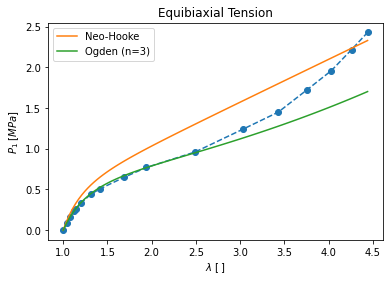 Equibiaxial Tension
Neo-Hooke
Ogden (n=3)
2.5
2.0
1.5
1.0
0.5
0.0
P₁ [MPa]
1.0 1.5 2.0 2.5 3.0 3.5 4.0 4.5
λ [ ]